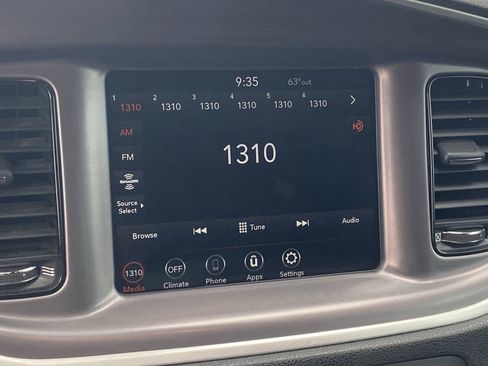 9:35 63°out.
1 1310 2 1310 3 1310 4 1310 5 1310 6 1310
AM
FM
1310
SiriusXM
Source
Select
Browse Tune Audio
1310 OFF
Media Climate Phone Apps Settings